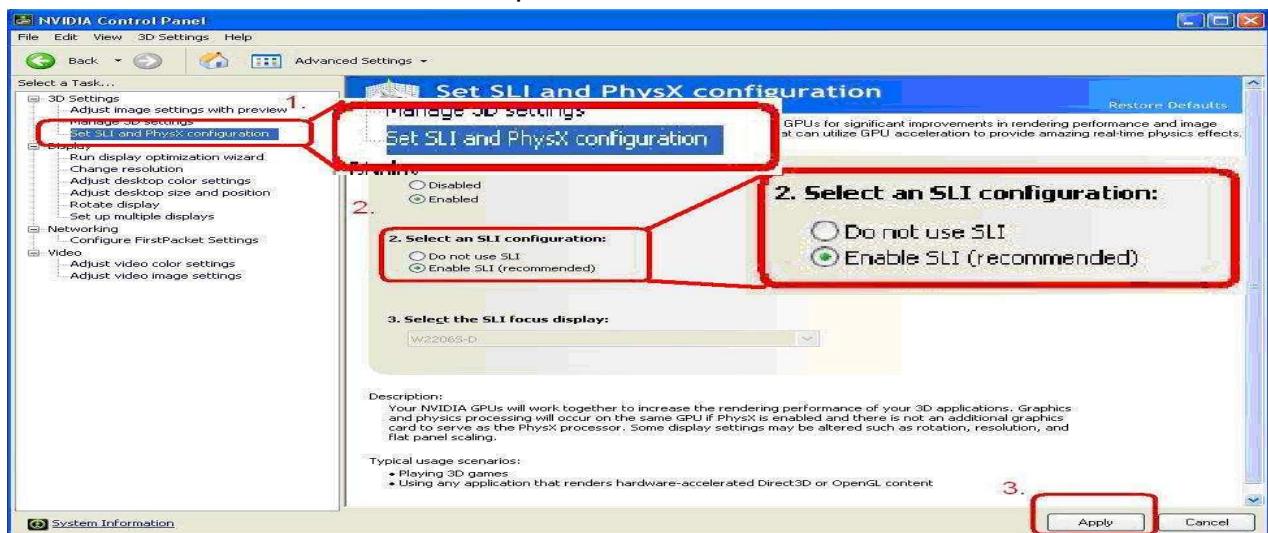 NVIDIA Control Panel
File Edit View 3D Settings Help
Back Advanced Settings
Select a Task...
3D Settings
Adjust image settings with preview
1.
Manage 3D settings
Set SLI and PhysX configuration
Display
Run display optimization wizard
Change resolution
Adjust desktop color settings
Adjust desktop size and position
Rotate display
Set up multiple displays
Networking
Configure FirstPacket Settings
Video
Adjust video color settings
Adjust video image settings
System Information
Set SLI and PhysX configuration
Restore Defaults
Manage 3D settings
Set SLI and PhysX configuration
GPUs for significant improvements in rendering performance and image
at can utilize GPU acceleration to provide amazing real-time physics effects.
Disabled
Enabled
2.
2. Select an SLI configuration:
Do not use SLI
Enable SLI (recommended)
2. Select an SLI configuration:
Do not use SLI
Enable SLI (recommended)
3. Select the SLI focus display:
W2206S-D
Description:
Your NVIDIA GPUs will work together to increase the rendering performance of your 3D applications. Graphics
and physics processing will occur on the same GPU if PhysX is enabled and there is not an additional graphics
card to serve as the PhysX processor. Some display settings may be altered such as rotation, resolution, and
flat panel scaling.
Typical usage scenarios:
• Playing 3D games
• Using any application that renders hardware-accelerated Direct3D or OpenGL content
3.
Apply Cancel